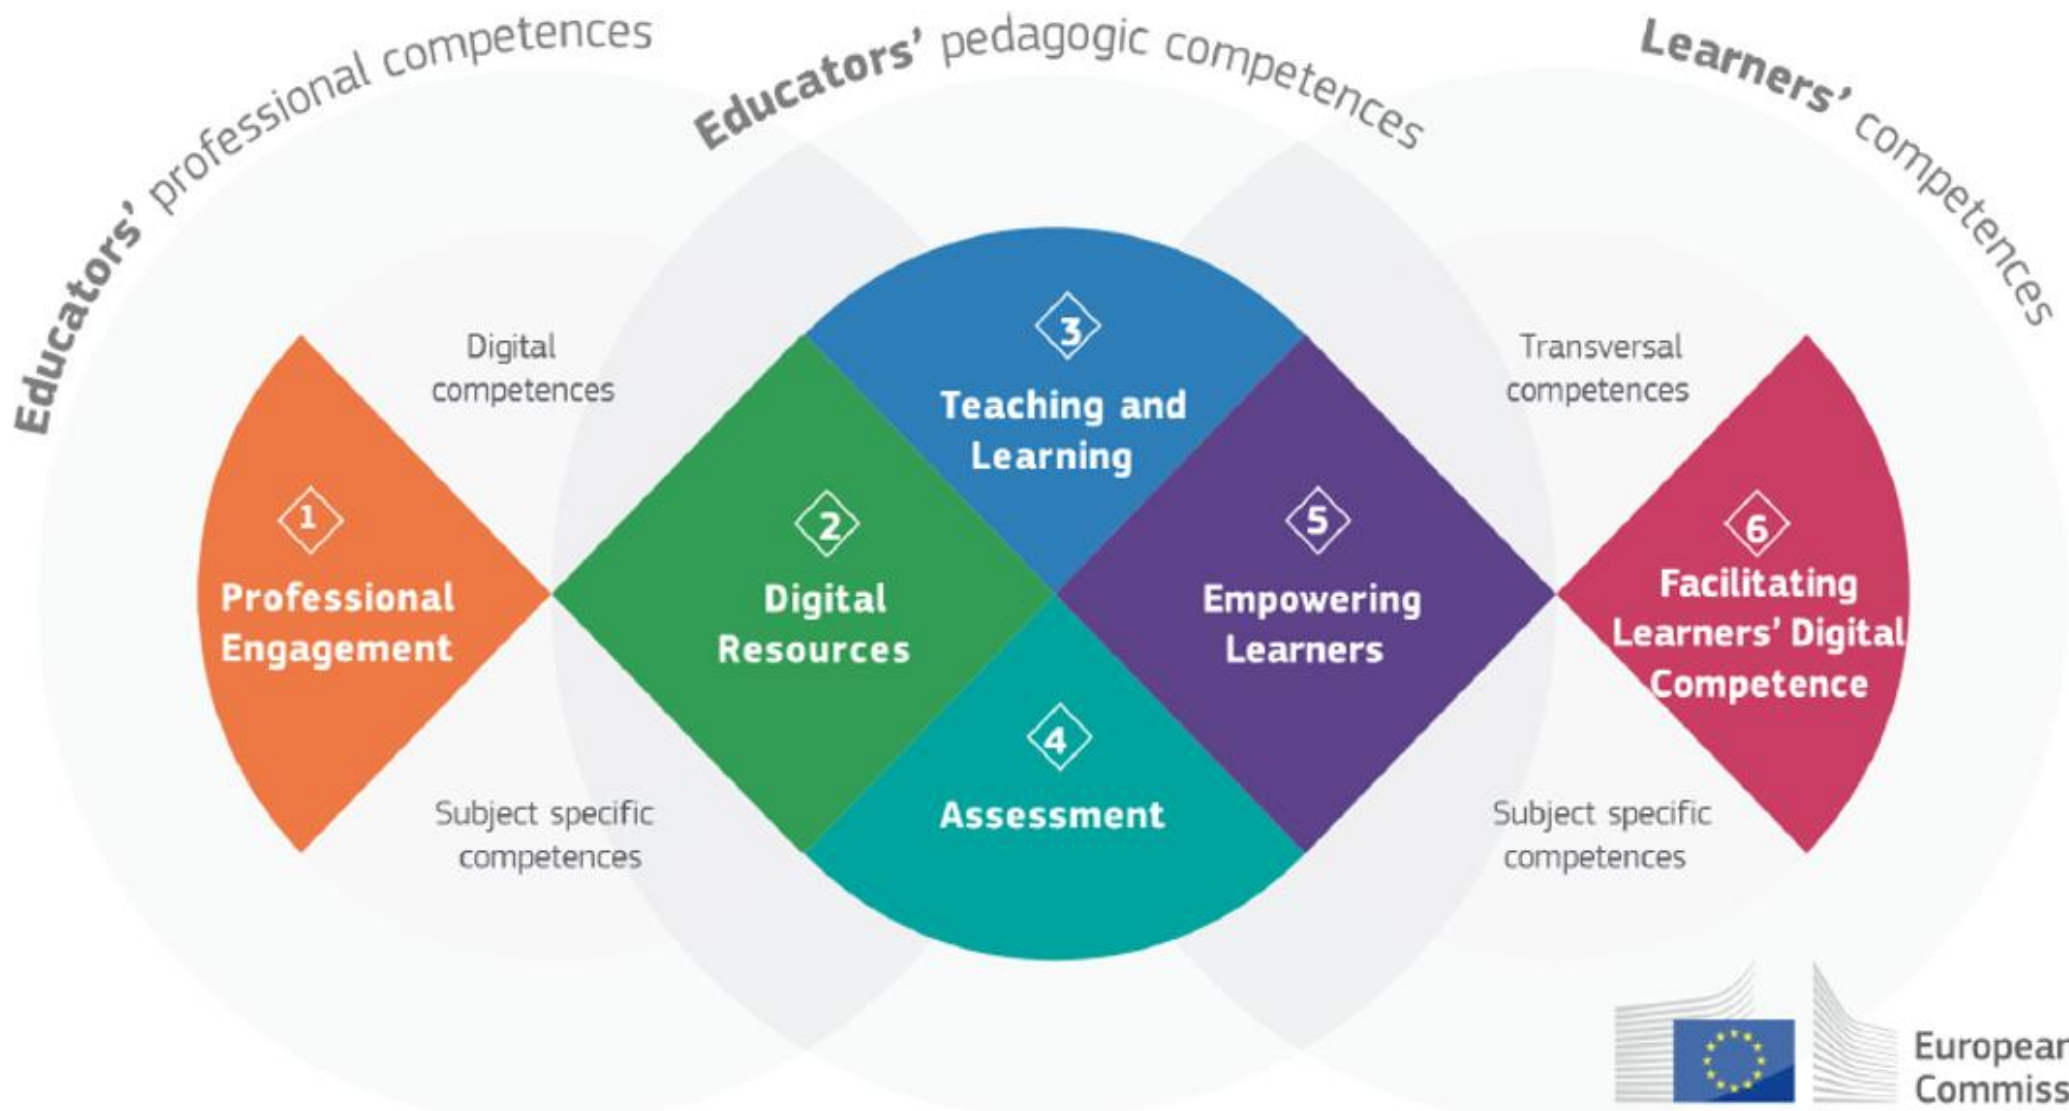 Educators’ professional competences
Educators’ pedagogic competences
Learners’ competences
Digital
competences
Transversal
competences
1
Professional
Engagement
2
Digital
Resources
3
Teaching and
Learning
4
Assessment
5
Empowering
Learners
6
Facilitating
Learners’ Digital
Competence
Subject specific
competences
Subject specific
competences
European
Commiss